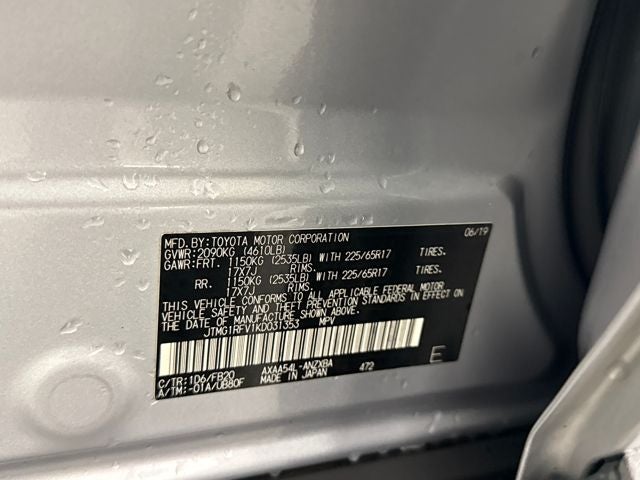 MFD. BY:TOYOTA MOTOR CORPORATION 06/19
GVWR: 2090KG (4610LB)
GAWR:FRT. 1150KG (2535LB) WITH 225/65R17 TIRES.
17X7J RIMS.
RR. 1150KG (2535LB) WITH 225/65R17 TIRES.
17X7J RIMS.
THIS VEHICLE CONFORMS TO ALL APPLICABLE FEDERAL MOTOR
VEHICLE SAFETY AND THEFT PREVENTION STANDARDS IN EFFECT ON
THE DATE OF MANUFACTURE SHOWN ABOVE.
JTMG1RFV1KD031353 MPV
E
C/TR:1D6/FB20 AXAA54L-ANZXBA 472
A/TM:-01A/UB80F MADE IN JAPAN